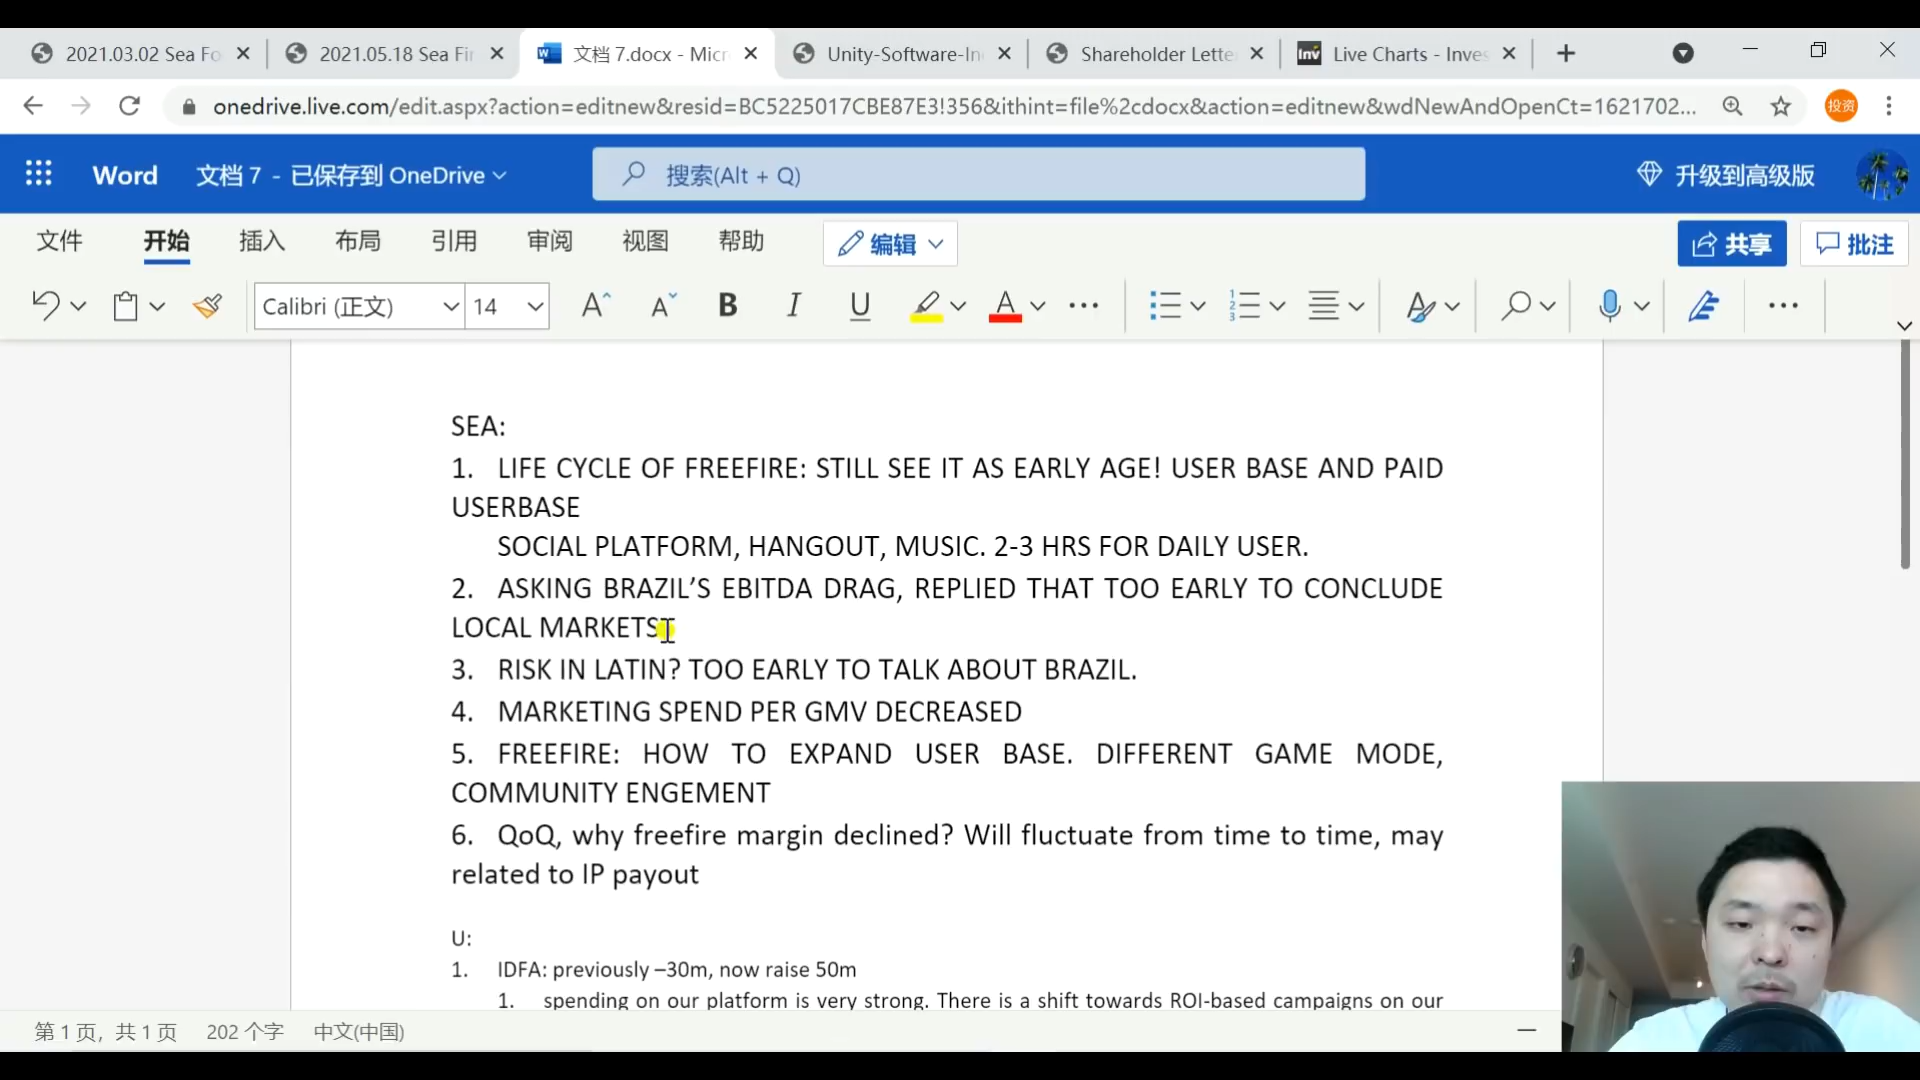 2021.03.02 Sea Fo
2021.05.18 Sea Fir
文档 7.docx - Micr
Unity-Software-In
Shareholder Lette
Live Charts - Inves
onedrive.live.com/edit.aspx?action=editnew&resid=BC5225017CBE87E3!356&ithint=file%2cdocx&action=editnew&wdNewAndOpenCt=1621702...
投资
Word
文档 7 - 已保存到 OneDrive
搜索(Alt + Q)
升级到高级版
文件 开始 插入 布局 引用 审阅 视图 帮助 编辑 共享 批注
Calibri (正文) 14
SEA:
1. LIFE CYCLE OF FREEFIRE: STILL SEE IT AS EARLY AGE! USER BASE AND PAID
USERBASE
SOCIAL PLATFORM, HANGOUT, MUSIC. 2-3 HRS FOR DAILY USER.
2. ASKING BRAZIL’S EBITDA DRAG, REPLIED THAT TOO EARLY TO CONCLUDE
LOCAL MARKETS
3. RISK IN LATIN? TOO EARLY TO TALK ABOUT BRAZIL.
4. MARKETING SPEND PER GMV DECREASED
5. FREEFIRE: HOW TO EXPAND USER BASE. DIFFERENT GAME MODE,
COMMUNITY ENGEMENT
6. QoQ, why freefire margin declined? Will fluctuate from time to time, may
related to IP payout
U:
1. IDFA: previously –30m, now raise 50m
1. spending on our platform is very strong. There is a shift towards ROI-based campaigns on our
第 1 页，共 1 页 202 个字 中文(中国)